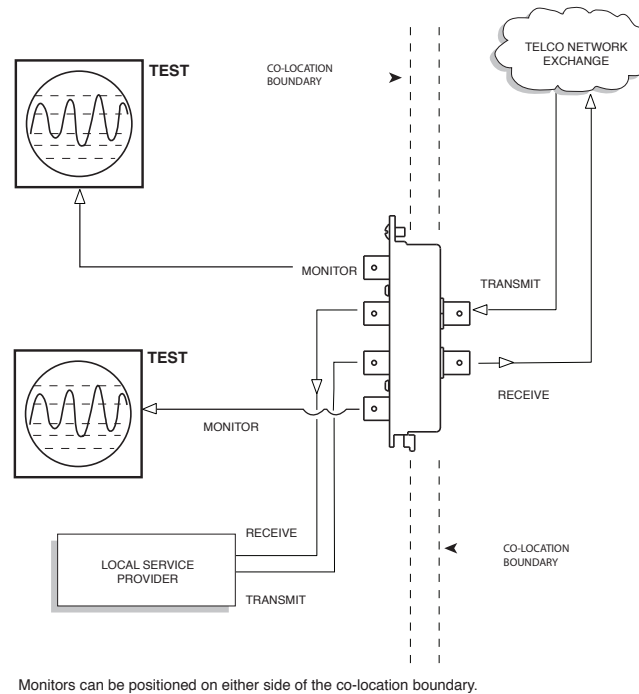 TELCO NETWORK
EXCHANGE
TEST
CO-LOCATION
BOUNDARY
MONITOR
TRANSMIT
TEST
MONITOR
RECEIVE
RECEIVE
LOCAL SERVICE
PROVIDER
TRANSMIT
CO-LOCATION
BOUNDARY
Monitors can be positioned on either side of the co-location boundary.